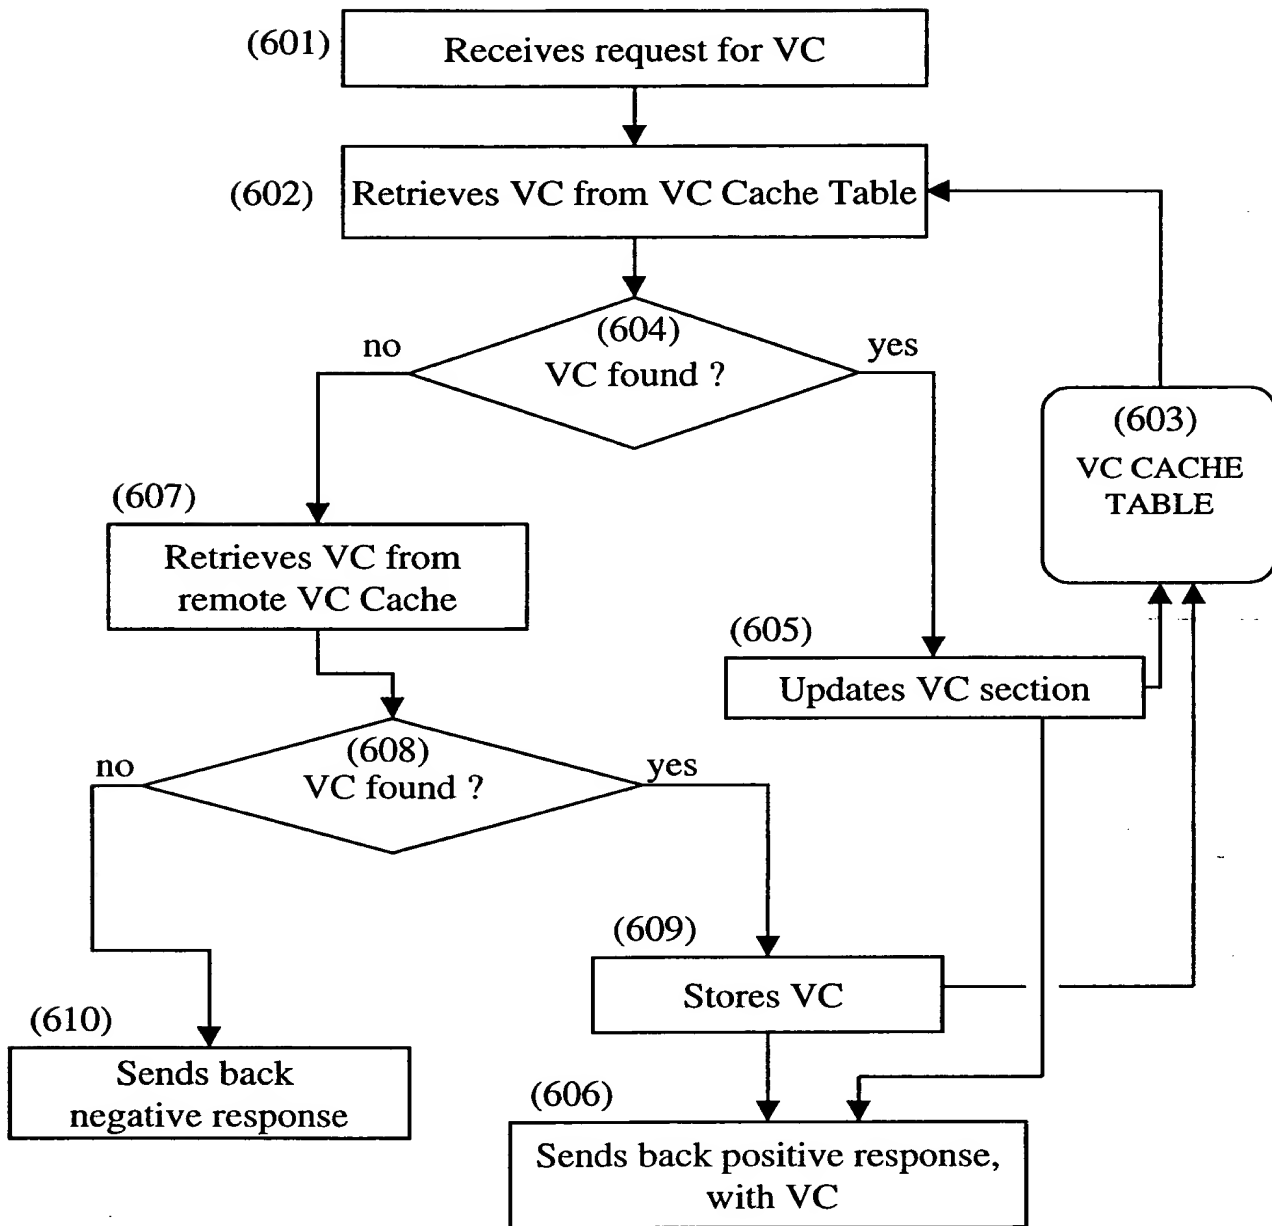 (601)
Receives request for VC
(602)
Retrieves VC from VC Cache Table
(604)
no
yes
VC found ?
(603)
VC CACHE
TABLE
(607)
Retrieves VC from
remote VC Cache
(605)
Updates VC section
(608)
no
yes
VC found ?
(609)
Stores VC
(610)
Sends back
negative response
(606)
Sends back positive response,
with VC